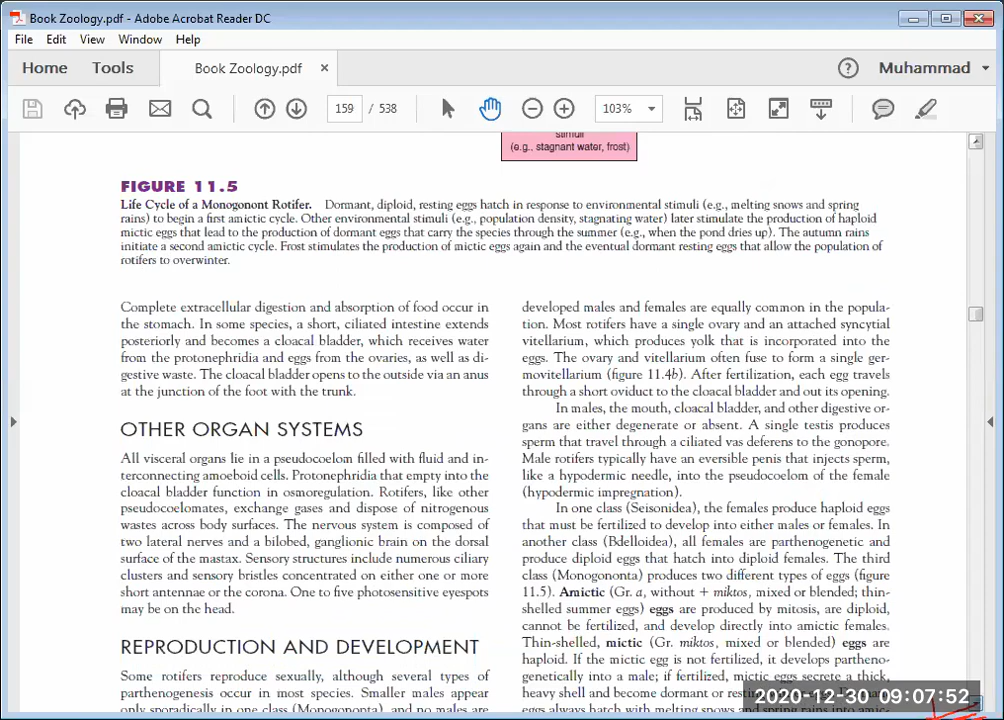 Book Zoology.pdf - Adobe Acrobat Reader DC
File Edit View Window Help
Home Tools Book Zoology.pdf × Muhammad
159 / 538 103%
stimuli
(e.g., stagnant water, frost)
FIGURE 11.5
Life Cycle of a Monogonont Rotifer. Dormant, diploid, resting eggs hatch in response to environmental stimuli (e.g., melting snows and spring
rains) to begin a first amictic cycle. Other environmental stimuli (e.g., population density, stagnating water) later stimulate the production of haploid
mictic eggs that lead to the production of dormant eggs that carry the species through the summer (e.g., when the pond dries up). The autumn rains
initiate a second amictic cycle. Frost stimulates the production of mictic eggs again and the eventual dormant resting eggs that allow the population of
rotifers to overwinter.
Complete extracellular digestion and absorption of food occur in
the stomach. In some species, a short, ciliated intestine extends
posteriorly and becomes a cloacal bladder, which receives water
from the protonephridia and eggs from the ovaries, as well as di-
gestive waste. The cloacal bladder opens to the outside via an anus
at the junction of the foot with the trunk.
OTHER ORGAN SYSTEMS
All visceral organs lie in a pseudocoelom filled with fluid and in-
terconnecting amoeboid cells. Protonephridia that empty into the
cloacal bladder function in osmoregulation. Rotifers, like other
pseudocoelomates, exchange gases and dispose of nitrogenous
wastes across body surfaces. The nervous system is composed of
two lateral nerves and a bilobed, ganglionic brain on the dorsal
surface of the mastax. Sensory structures include numerous ciliary
clusters and sensory bristles concentrated on either one or more
short antennae or the corona. One to five photosensitive eyespots
may be on the head.
REPRODUCTION AND DEVELOPMENT
Some rotifers reproduce sexually, although several types of
parthenogenesis occur in most species. Smaller males appear
only sporadically in one class (Monogononta), and no males are
developed males and females are equally common in the popula-
tion. Most rotifers have a single ovary and an attached syncytial
vitellarium, which produces yolk that is incorporated into the
eggs. The ovary and vitellarium often fuse to form a single ger-
movitellarium (figure 11.4b). After fertilization, each egg travels
through a short oviduct to the cloacal bladder and out its opening.
In males, the mouth, cloacal bladder, and other digestive or-
gans are either degenerate or absent. A single testis produces
sperm that travel through a ciliated vas deferens to the gonopore.
Male rotifers typically have an eversible penis that injects sperm,
like a hypodermic needle, into the pseudocoelom of the female
(hypodermic impregnation).
In one class (Seisonidea), the females produce haploid eggs
that must be fertilized to develop into either males or females. In
another class (Bdelloidea), all females are parthenogenetic and
produce diploid eggs that hatch into diploid females. The third
class (Monogononta) produces two different types of eggs (figure
11.5). Amictic (Gr. a, without + miktos, mixed or blended; thin-
shelled summer eggs) eggs are produced by mitosis, are diploid,
cannot be fertilized, and develop directly into amictic females.
Thin-shelled, mictic (Gr. miktos, mixed or blended) eggs are
haploid. If the mictic egg is not fertilized, it develops partheno-
genetically into a male; if fertilized, mictic eggs secrete a thick,
heavy shell and become dormant or
eggs always hatch with melting snows and spring rains into amic-
2020-12-30 09:07:52